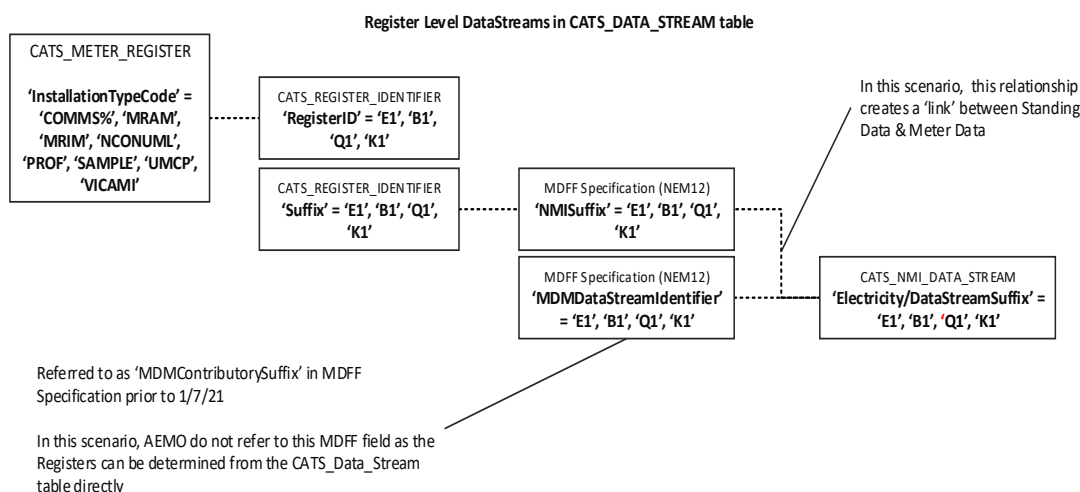 Register Level DataStreams in CATS_DATA_STREAM table
CATS_METER_REGISTER
‘InstallationTypeCode’ =
‘COMMS%’, ‘MRAM’,
‘MRIM’, ‘NCONUML’,
‘PROF’, ‘SAMPLE’, ‘UMCP’,
‘VICAMI’
CATS_REGISTER_IDENTIFIER
‘RegisterID’ = ‘E1’, ‘B1’,
‘Q1’, ‘K1’
CATS_REGISTER_IDENTIFIER
‘Suffix’ = ‘E1’, ‘B1’, ‘Q1’,
‘K1’
MDFF Specification (NEM12)
‘NMISuffix’ = ‘E1’, ‘B1’, ‘Q1’,
‘K1’
MDFF Specification (NEM12)
‘MDMDataStreamIdentifier’
= ‘E1’, ‘B1’, ‘Q1’, ‘K1’
In this scenario, this relationship
creates a ‘link’ between Standing
Data & Meter Data
CATS_NMI_DATA_STREAM
‘Electricity/DataStreamSuffix’ =
‘E1’, ‘B1’, ‘Q1’, ‘K1’
Referred to as ‘MDMContributorySuffix’ in MDFF
Specification prior to 1/7/21
In this scenario, AEMO do not refer to this MDFF field as the
Registers can be determined from the CATS_Data_Stream
table directly